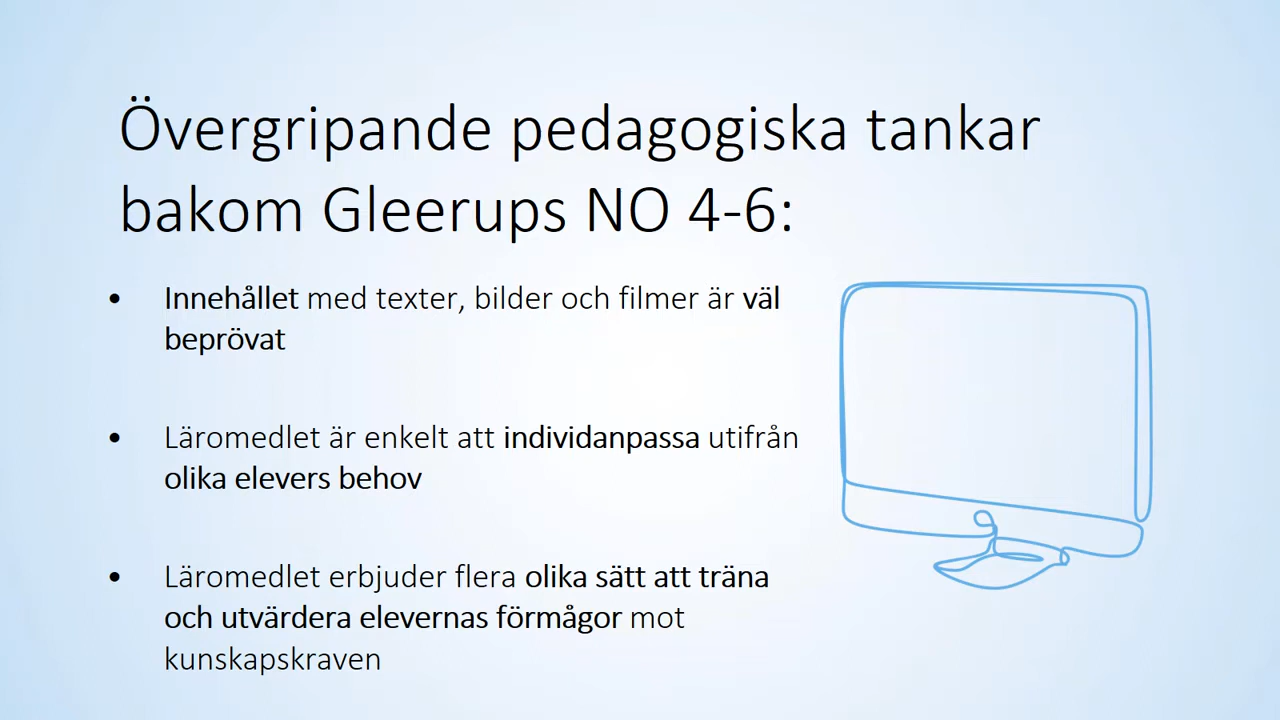 Övergripande pedagogiska tankar
bakom Gleerups NO 4-6:
• Innehållet med texter, bilder och filmer är väl
beprövat
• Läromedlet är enkelt att individanpassa utifrån
olika elevers behov
• Läromedlet erbjuder flera olika sätt att träna
och utvärdera elevernas förmågor mot
kunskapskraven